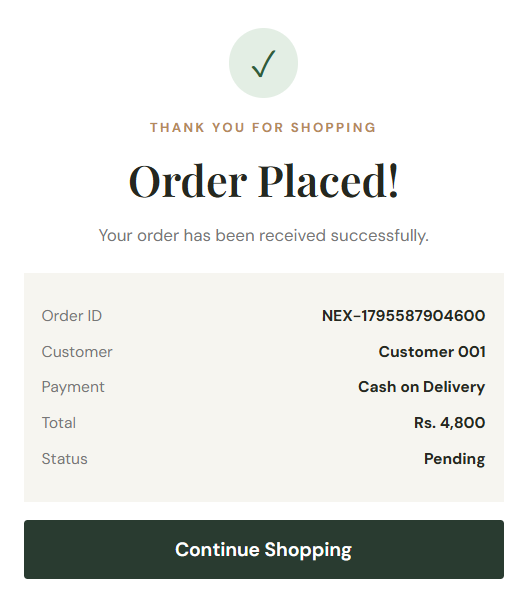 THANK YOU FOR SHOPPING
Order Placed!
Your order has been received successfully.
Order ID NEX-1795587904600
Customer Customer 001
Payment Cash on Delivery
Total Rs. 4,800
Status Pending
Continue Shopping